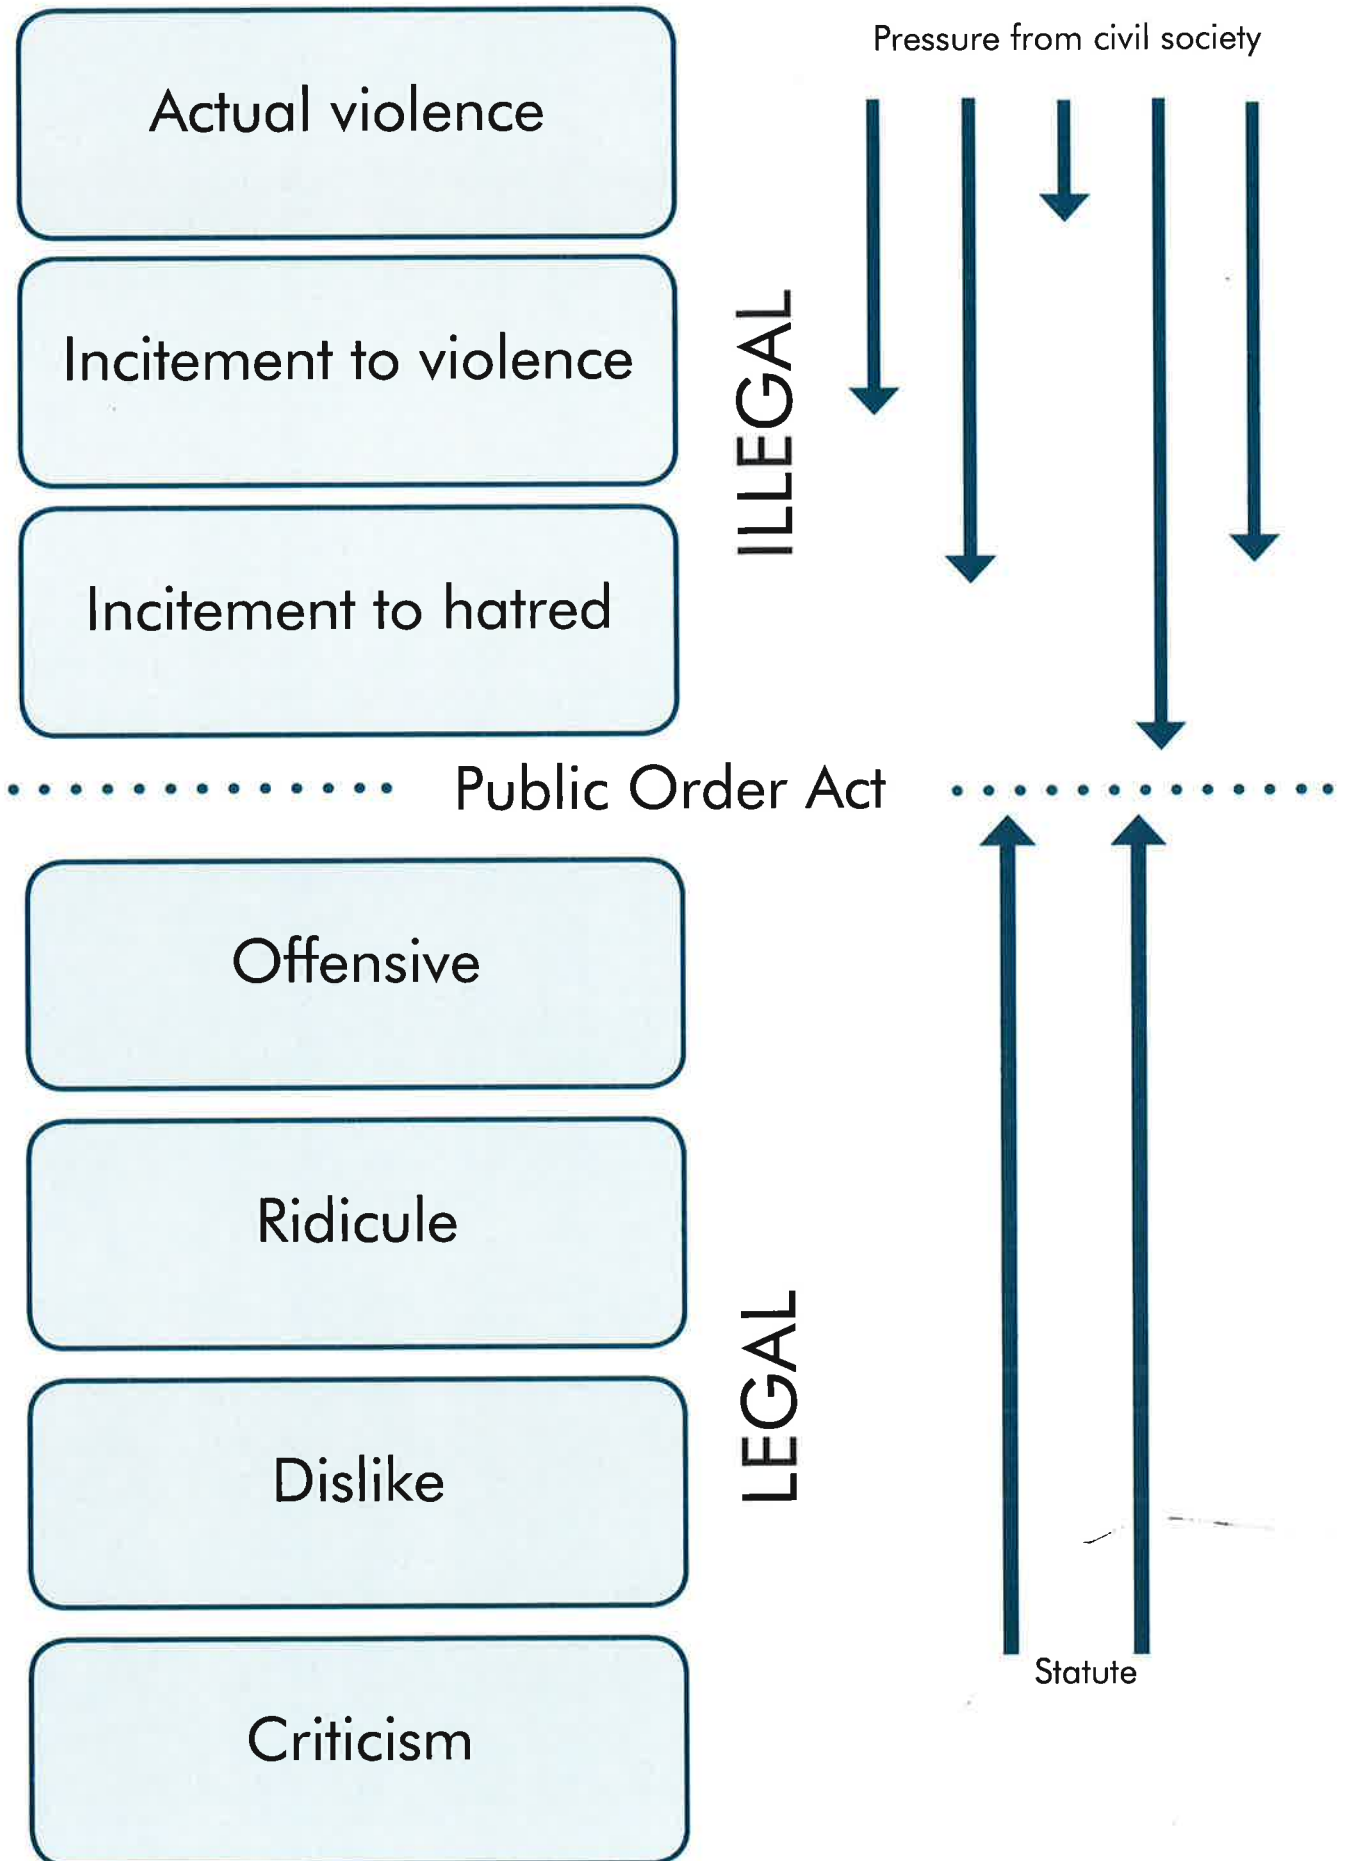 Pressure from civil society
Actual violence
Incitement to violence
ILLEGAL
Incitement to hatred
Public Order Act
Offensive
Ridicule
LEGAL
Dislike
Statute
Criticism